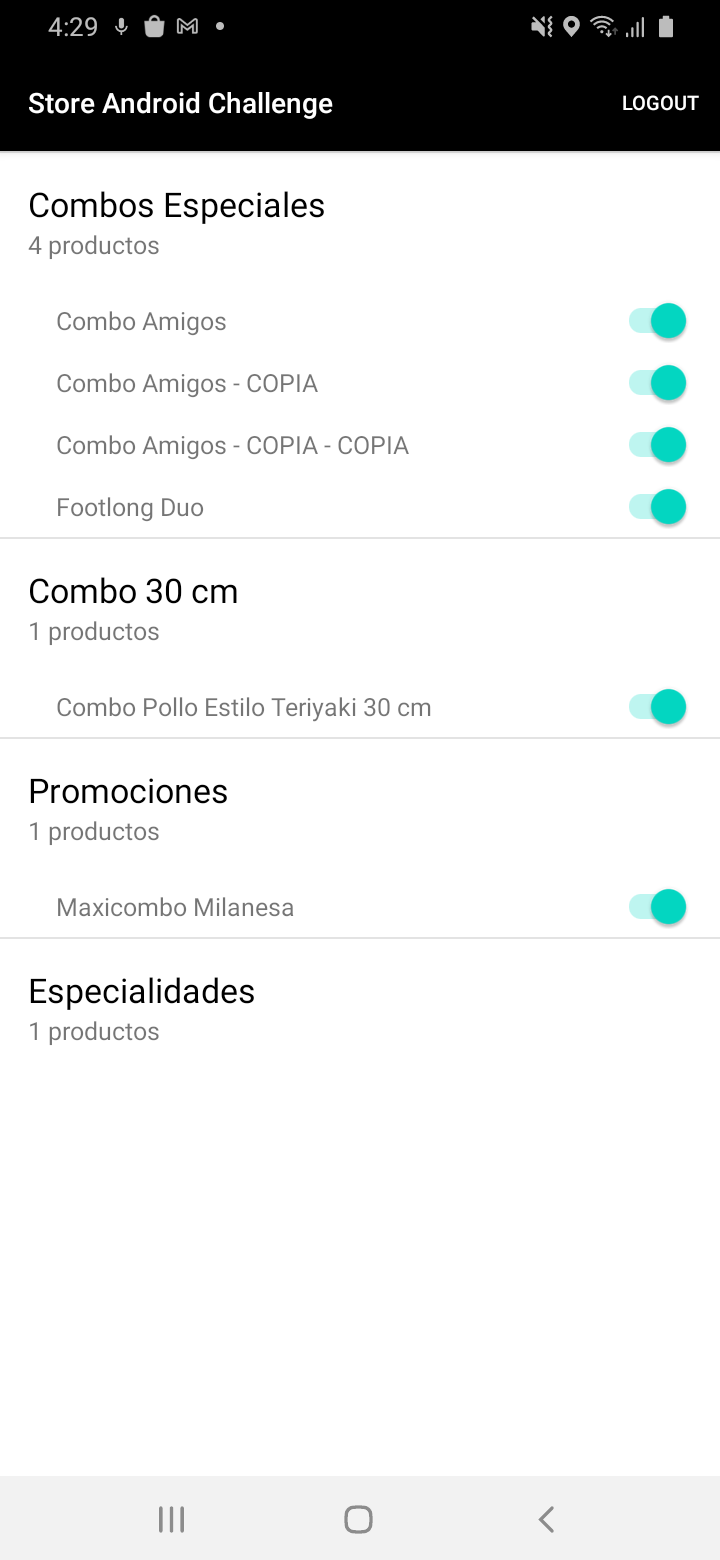 4:29
Store Android Challenge
LOGOUT
Combos Especiales
4 productos
Combo Amigos
Combo Amigos - COPIA
Combo Amigos - COPIA - COPIA
Footlong Duo
Combo 30 cm
1 productos
Combo Pollo Estilo Teriyaki 30 cm
Promociones
1 productos
Maxicombo Milanesa
Especialidades
1 productos